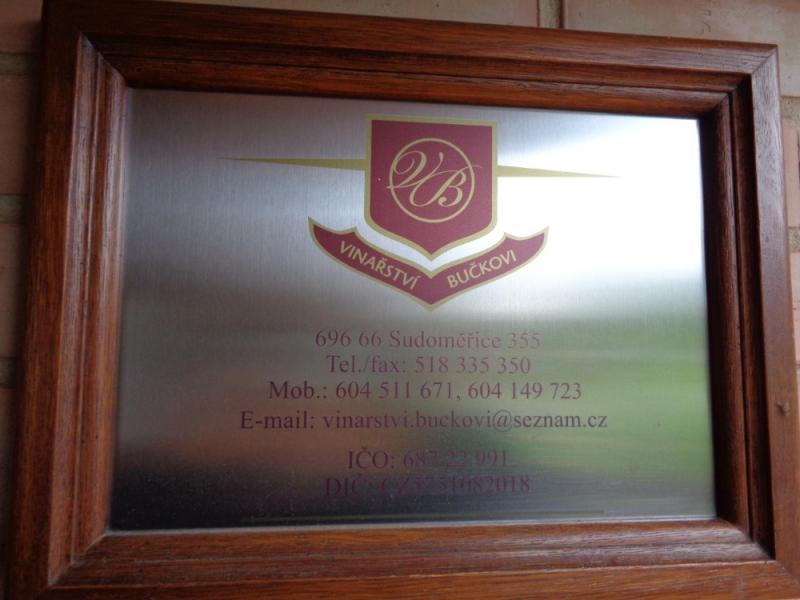 VB
VINAŘSTVÍ BUČKOVI
696 66 Sudoměřice 355
Tel./fax: 518 335 350
Mob.: 604 511 671, 604 149 723
E-mail: vinarstvi.buckovi@seznam.cz
IČO: 687 22 991
DIČ: